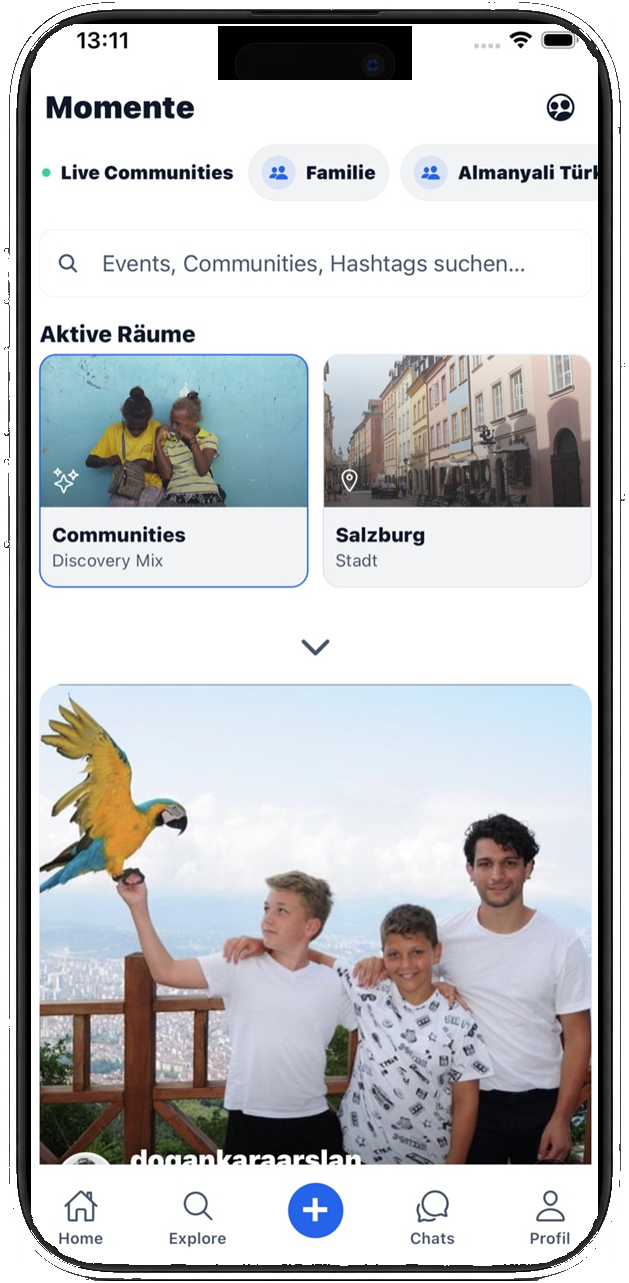 13:11
Momente
Live Communities Familie Almanyali Türk
Events, Communities, Hashtags suchen...
Aktive Räume
Communities Salzburg
Discovery Mix Stadt
dogankaraarslan
Home Explore Chats Profil